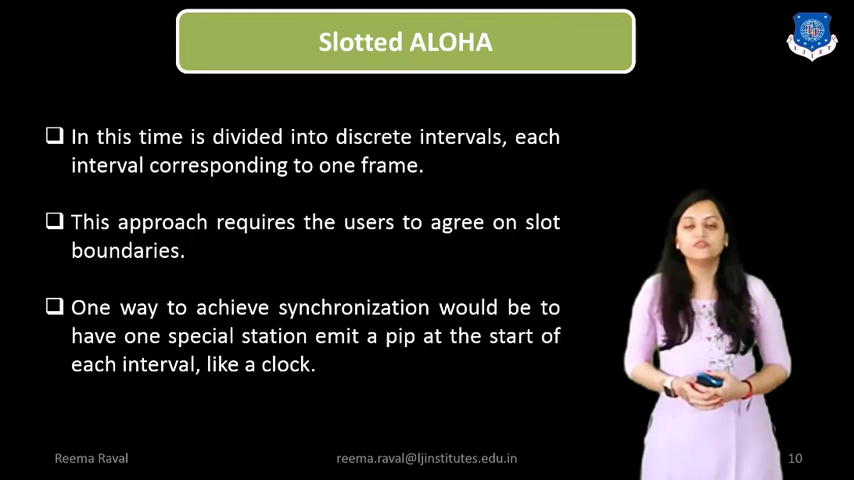 Slotted ALOHA
❑ In this time is divided into discrete intervals, each
interval corresponding to one frame.
❑ This approach requires the users to agree on slot
boundaries.
❑ One way to achieve synchronization would be to
have one special station emit a pip at the start of
each interval, like a clock.
Reema Raval
reema.raval@ljinstitutes.edu.in
10